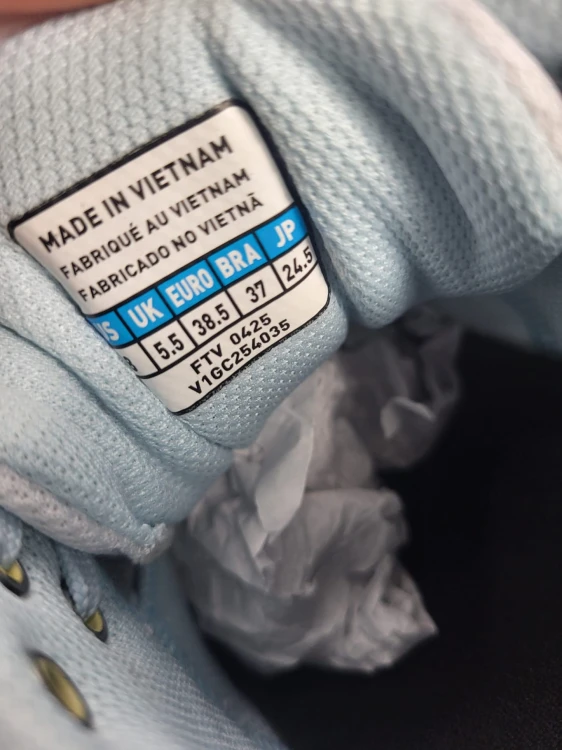 MADE IN VIETNAM
FABRIQUÉ AU VIETNAM
FABRICADO NO VIETNÃ
UK EURO BRA JP
5.5 38.5 37 24.5
FTV 0425
V1GC254035